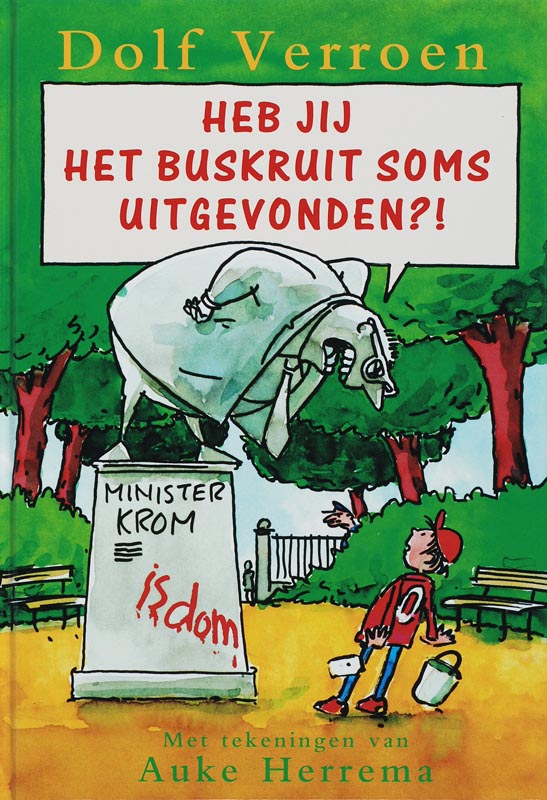 Dolf Verroen
HEB JIJ
HET BUSKRUIT SOMS
UITGEVONDEN?!
MINISTER
KROM
is dom
Met tekeningen van
Auke Herrema